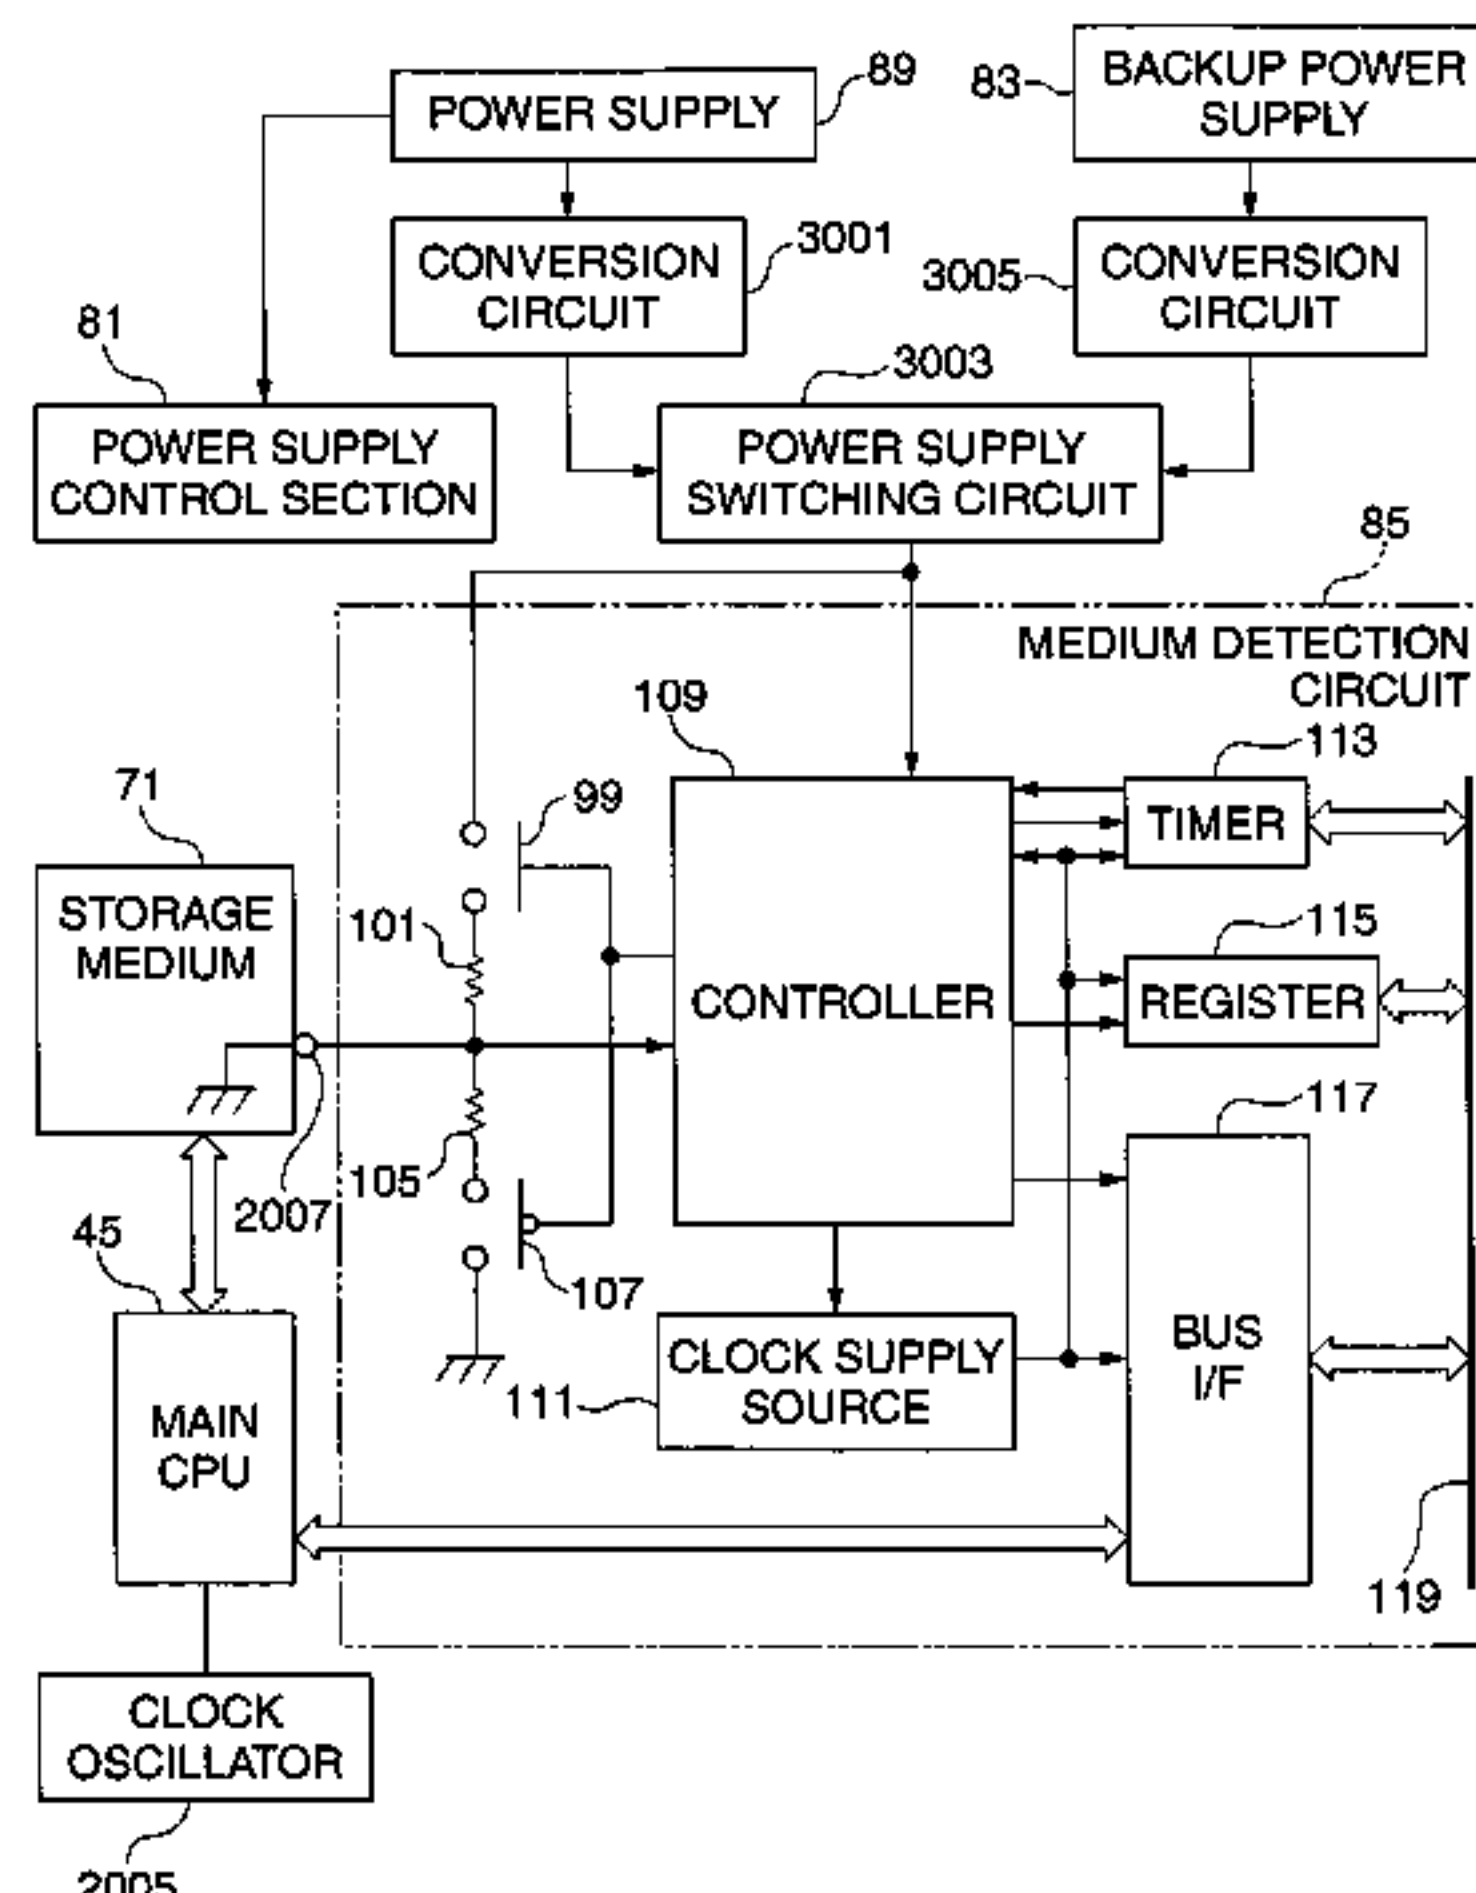 89
83
BACKUP POWER
SUPPLY
POWER SUPPLY
3001
CONVERSION
CIRCUIT
3005
CONVERSION
CIRCUIT
81
3003
POWER SUPPLY
CONTROL SECTION
POWER SUPPLY
SWITCHING CIRCUIT
85
MEDIUM DETECTION
CIRCUIT
109
113
71
99
TIMER
STORAGE
MEDIUM
101
115
CONTROLLER
REGISTER
117
105
2007
45
107
CLOCK SUPPLY
SOURCE
BUS
I/F
111
MAIN
CPU
119
CLOCK
OSCILLATOR
2005